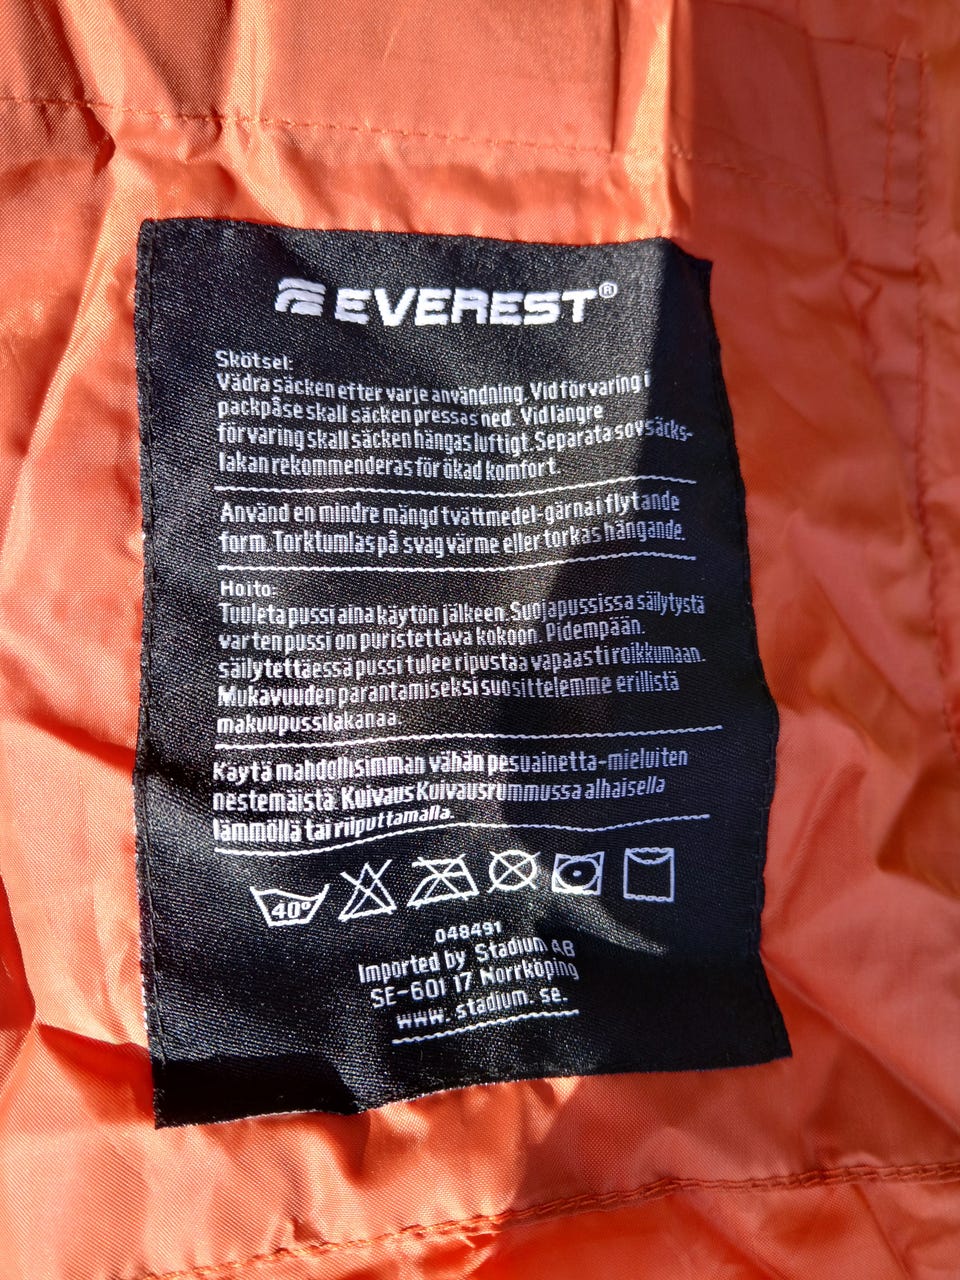 EVEREST®
Skötsel:
Vädra säcken efter varje användning. Vid förvaring i
packpåse skall säcken pressas ned. Vid längre
förvaring skall säcken hängas luftigt. Separata sovsäcks-
lakan rekommenderas för ökad komfort.
Använd en mindre mängd tvättmedel-gärna i flytande
form. Torktumlas på svag värme eller torkas hängande.
Hoito:
Tuuleta pussi aina käytön jälkeen. Suojapussissa säilytystä
varten pussi on puristettava kokoon. Pidempään.
säilytettäessä pussi tulee ripustaa vapaasti roikkumaan.
Mukavuuden parantamiseksi suosittelemme erillistä
makuupussilakanaa.
Käytä mahdollisimman vähän pesuainetta-mieluiten
nestemäistä. Kuivaus Kuivausrummussa alhaisella
lämmöllä tai riiputtamalla.
40°
048491
Imported by Stadium AB
SE-601 17 Norrköping
www. stadium. se.